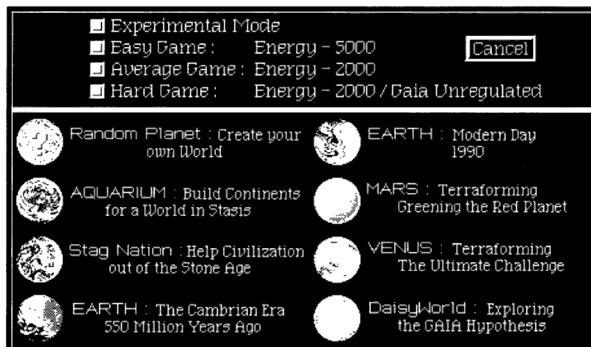 Experimental Mode
Easy Game : Energy – 5000
Cancel
Average Game : Energy – 2000
Hard Game : Energy – 2000 / Gaia Unregulated
Random Planet : Create your
own World
EARTH : Modern Day
1990
AQUARIUM : Build Continents
for a World in Stasis
MARS : Terraforming
Greening the Red Planet
Stag Nation : Help Civilization
out of the Stone Age
VENUS : Terraforming
The Ultimate Challenge
EARTH : The Cambrian Era
550 Million Years Ago
DaisyWorld : Exploring
the GAIA Hypothesis